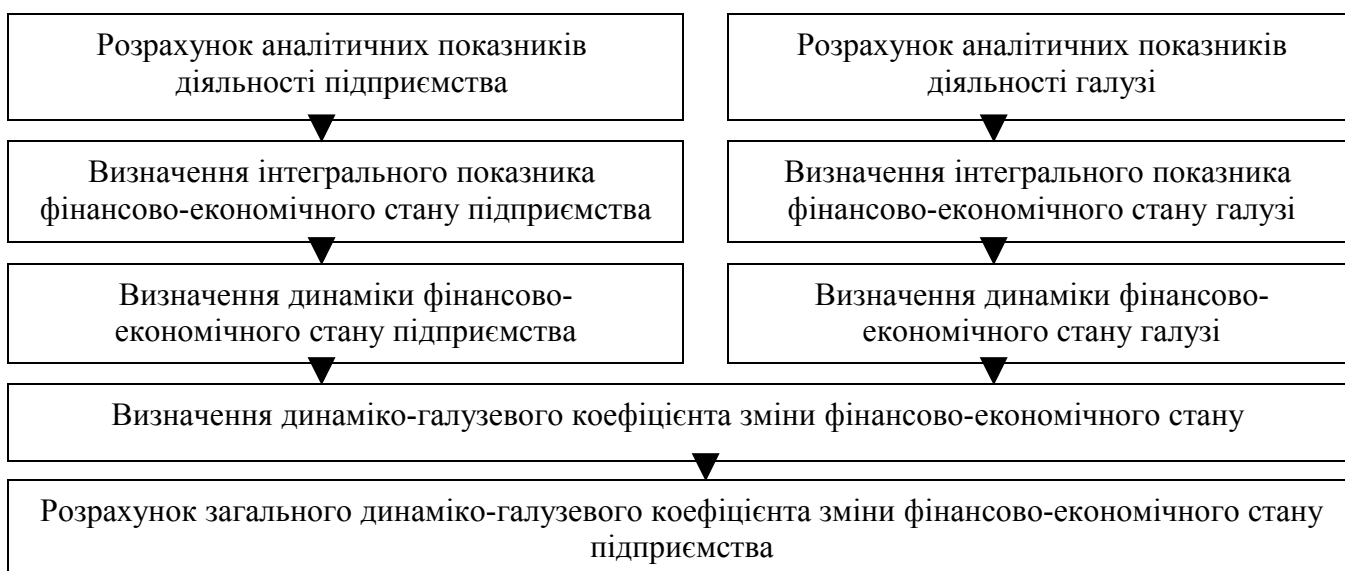 Розрахунок аналітичних показників
діяльності підприємства
Розрахунок аналітичних показників
діяльності галузі
Визначення інтегрального показника
фінансово-економічного стану підприємства
Визначення інтегрального показника
фінансово-економічного стану галузі
Визначення динаміки фінансово-
економічного стану підприємства
Визначення динаміки фінансово-
економічного стану галузі
Визначення динаміко-галузевого коефіцієнта зміни фінансово-економічного стану
Розрахунок загального динаміко-галузевого коефіцієнта зміни фінансово-економічного стану
підприємства